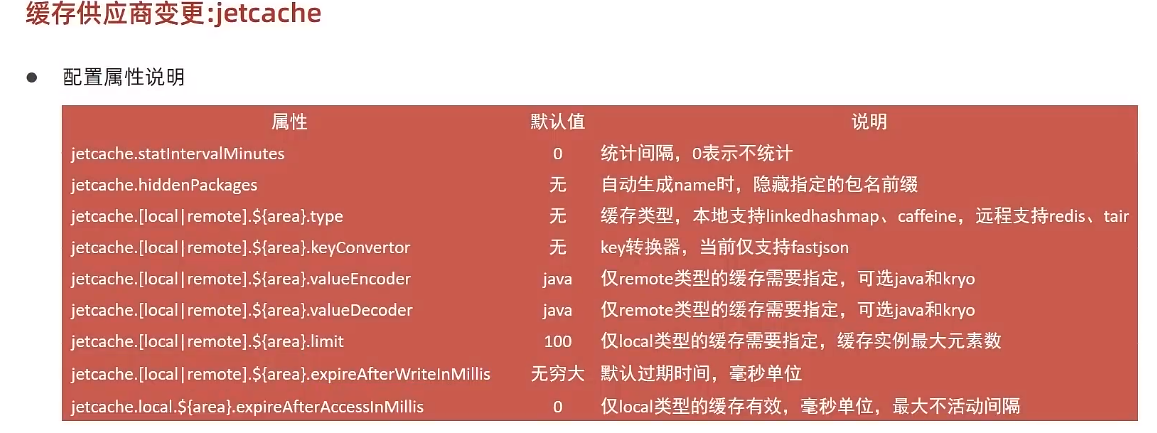 缓存供应商变更:jetcache
● 配置属性说明
属性 默认值 说明
jetcache.statIntervalMinutes 0 统计间隔，0表示不统计
jetcache.hiddenPackages 无 自动生成name时，隐藏指定的包名前缀
jetcache.[local|remote].${area}.type 无 缓存类型，本地支持linkedhashmap、caffeine，远程支持redis、tair
jetcache.[local|remote].${area}.keyConvertor 无 key转换器，当前仅支持fastjson
jetcache.[local|remote].${area}.valueEncoder java 仅remote类型的缓存需要指定，可选java和kryo
jetcache.[local|remote].${area}.valueDecoder java 仅remote类型的缓存需要指定，可选java和kryo
jetcache.[local|remote].${area}.limit 100 仅local类型的缓存需要指定，缓存实例最大元素数
jetcache.[local|remote].${area}.expireAfterWriteInMillis 无穷大 默认过期时间，毫秒单位
jetcache.local.${area}.expireAfterAccessInMillis 0 仅local类型的缓存有效，毫秒单位，最大不活动间隔